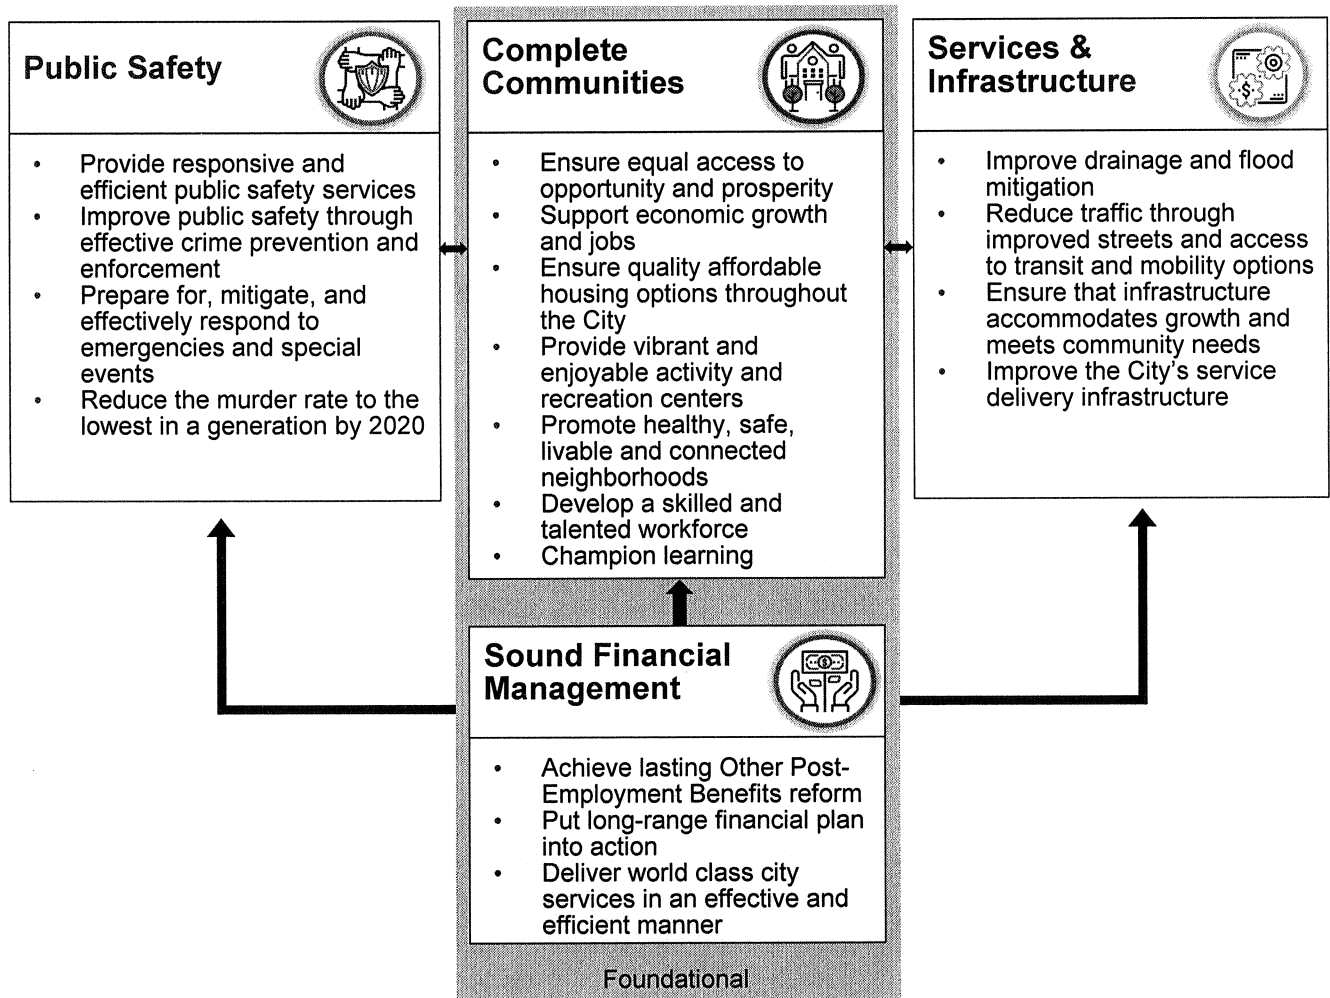 Public Safety
• Provide responsive and
efficient public safety services
• Improve public safety through
effective crime prevention and
enforcement
• Prepare for, mitigate, and
effectively respond to
emergencies and special
events
• Reduce the murder rate to the
lowest in a generation by 2020
Complete
Communities
• Ensure equal access to
opportunity and prosperity
• Support economic growth
and jobs
• Ensure quality affordable
housing options throughout
the City
• Provide vibrant and
enjoyable activity and
recreation centers
• Promote healthy, safe,
livable and connected
neighborhoods
• Develop a skilled and
talented workforce
• Champion learning
Services &
Infrastructure
$
• Improve drainage and flood
mitigation
• Reduce traffic through
improved streets and access
to transit and mobility options
• Ensure that infrastructure
accommodates growth and
meets community needs
• Improve the City's service
delivery infrastructure
Sound Financial
Management
$
• Achieve lasting Other Post-
Employment Benefits reform
• Put long-range financial plan
into action
• Deliver world class city
services in an effective and
efficient manner
Foundational